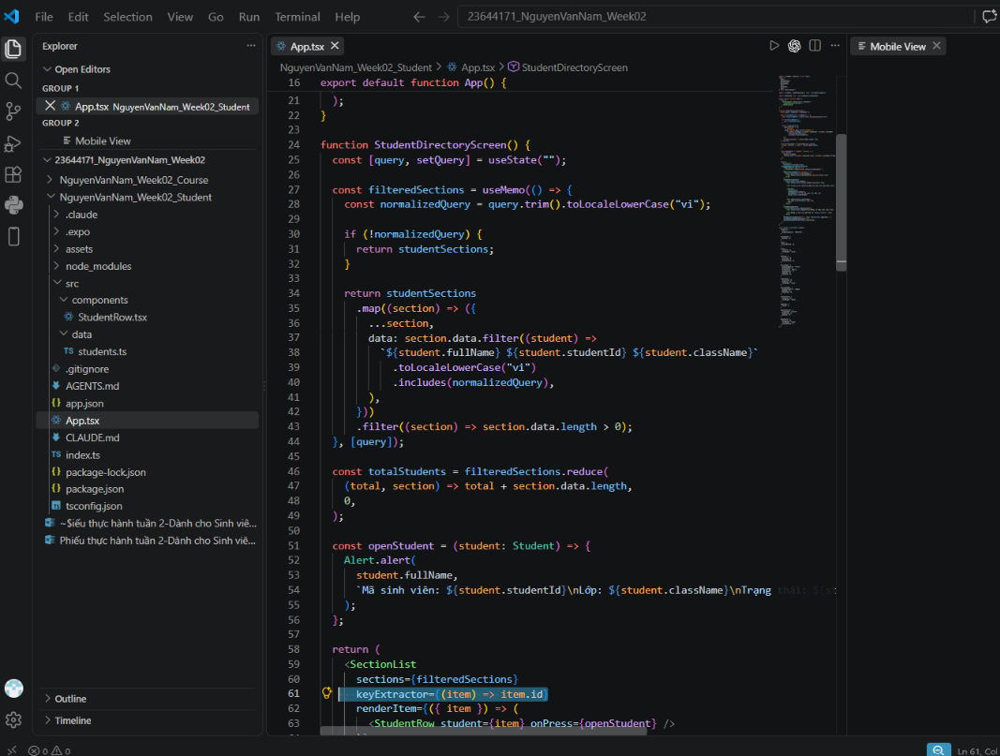 File Edit Selection View Go Run Terminal Help
23644171_NguyenVanNam_Week02
Explorer
Open Editors
GROUP 1
App.tsx NguyenVanNam_Week02_Student
GROUP 2
Mobile View
23644171_NguyenVanNam_Week02
NguyenVanNam_Week02_Course
NguyenVanNam_Week02_Student
.claude
.expo
assets
node_modules
src
components
StudentRow.tsx
data
TS students.ts
.gitignore
AGENTS.md
{} app.json
App.tsx
CLAUDE.md
TS index.ts
{} package-lock.json
{} package.json
tsconfig.json
~$iếu thực hành tuần 2-Dành cho Sinh viê...
Phiếu thực hành tuần 2-Dành cho Sinh viê...
Outline
Timeline
App.tsx
NguyenVanNam_Week02_Student > App.tsx > StudentDirectoryScreen
16 export default function App() {
21 );
22 }
23
24 function StudentDirectoryScreen() {
25 const [query, setQuery] = useState("");
26
27 const filteredSections = useMemo(() => {
28 const normalizedQuery = query.trim().toLocaleLowerCase("vi");
29
30 if (!normalizedQuery) {
31 return studentSections;
32 }
33
34 return studentSections
35 .map((section) => ({
36 ...section,
37 data: section.data.filter((student) =>
38 `${student.fullName} ${student.studentId} ${student.className}`
39 .toLocaleLowerCase("vi")
40 .includes(normalizedQuery),
41 ),
42 }))
43 .filter((section) => section.data.length > 0);
44 }, [query]);
45
46 const totalStudents = filteredSections.reduce(
47 (total, section) => total + section.data.length,
48 0,
49 );
50
51 const openStudent = (student: Student) => {
52 Alert.alert(
53 student.fullName,
54 `Mã sinh viên: ${student.studentId}\nLớp: ${student.className}\nTrạng thái: ${st
55 );
56 };
57
58 return (
59 <SectionList
60 sections={filteredSections}
61 keyExtractor={(item) => item.id}
62 renderItem={({ item }) => (
63 <StudentRow student={item} onPress={openStudent} />
Mobile View
0 0
Ln 61, Col